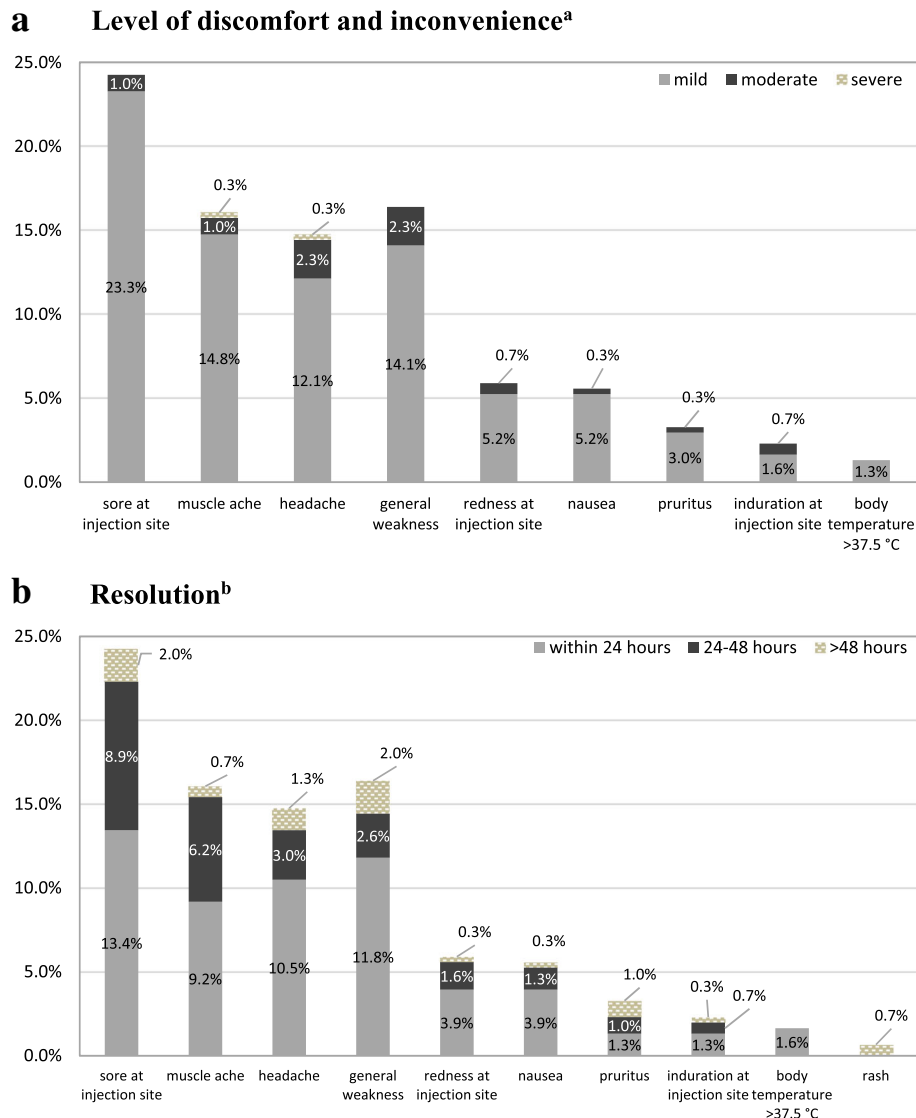 a Level of discomfort and inconvenienceᵃ
25.0%
mild moderate severe
1.0%
20.0%
0.3%
0.3%
15.0%
1.0%
2.3%
2.3%
23.3%
10.0%
14.8%
12.1%
14.1%
0.7%
0.3%
5.0%
0.3%
0.7%
5.2%
5.2%
3.0%
1.6%
1.3%
0.0%
sore at injection site
muscle ache
headache
general weakness
redness at injection site
nausea
pruritus
induration at injection site
body temperature >37.5 °C
b Resolutionᵇ
25.0%
within 24 hours 24-48 hours >48 hours
2.0%
20.0%
8.9%
0.7%
1.3%
2.0%
15.0%
6.2%
3.0%
2.6%
10.0%
13.4%
9.2%
10.5%
11.8%
0.3%
0.3%
5.0%
1.6%
1.3%
1.0%
0.3%
0.7%
0.7%
3.9%
3.9%
1.0%
1.3%
1.3%
1.6%
0.0%
sore at injection site
muscle ache
headache
general weakness
redness at injection site
nausea
pruritus
induration at injection site
body temperature >37.5 °C
rash